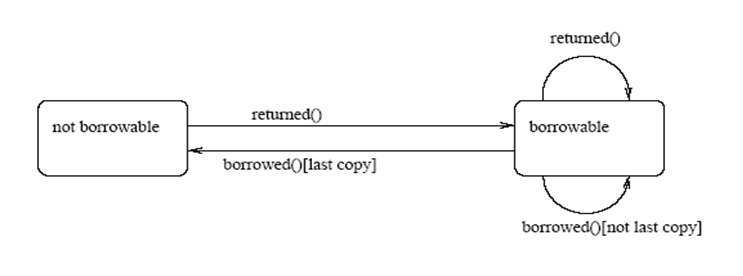 returned()
not borrowable
returned()
borrowable
borrowed()[last copy]
borrowed()[not last copy]